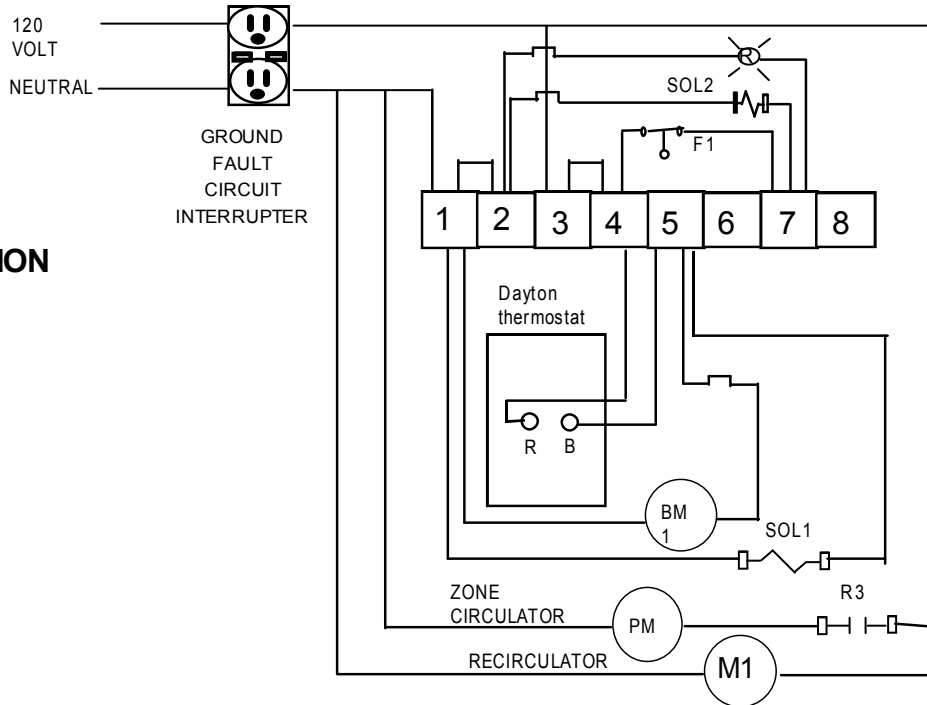 120
VOLT
NEUTRAL
GROUND
FAULT
CIRCUIT
INTERRUPTER
ION
R
SOL2
F1
1 2 3 4 5 6 7 8
Dayton
thermostat
R B
BM
1
SOL1
ZONE
CIRCULATOR
PM
R3
RECIRCULATOR
M1